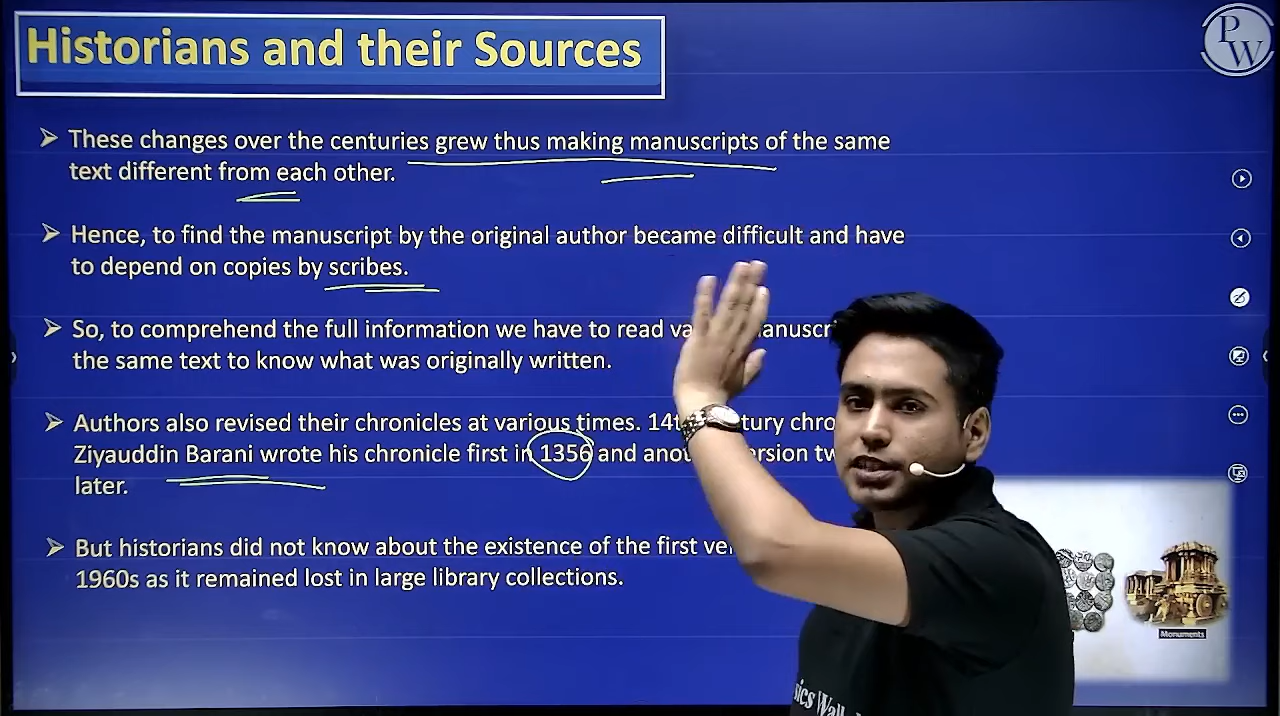 Historians and their Sources
PW
These changes over the centuries grew thus making manuscripts of the same
text different from each other.
Hence, to find the manuscript by the original author became difficult and have
to depend on copies by scribes.
So, to comprehend the full information we have to read
the same text to know what was originally written.
Authors also revised their chronicles at various times.
Ziyauddin Barani wrote his chronicle first in 1356 and
later.
But historians did not know about the existence of the first
1960s as it remained lost in large library collections.
Monuments